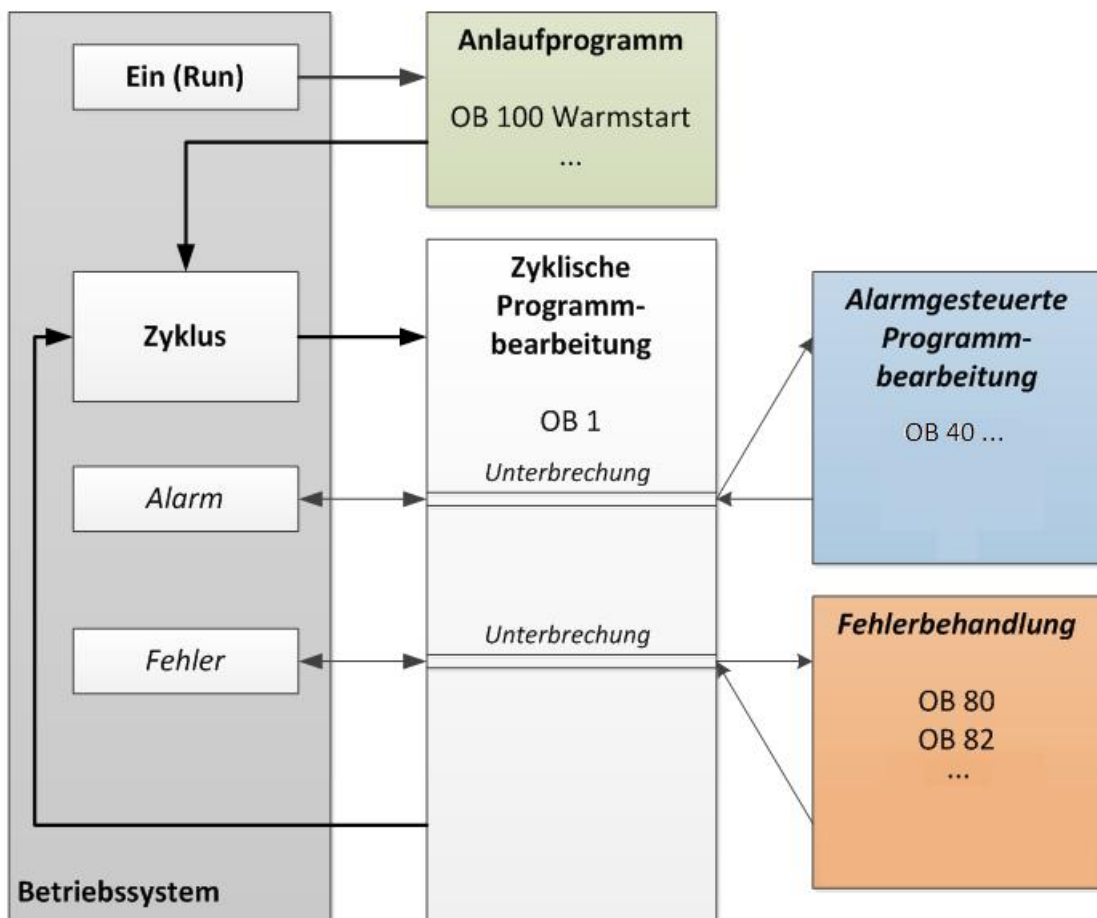 Ein (Run)
Anlaufprogramm
OB 100 Warmstart
...
Zyklus
Zyklische
Programm-
bearbeitung
OB 1
Unterbrechung
Alarmgesteuerte
Programm-
bearbeitung
OB 40 ...
Alarm
Fehler
Unterbrechung
Fehlerbehandlung
OB 80
OB 82
...
Betriebssystem